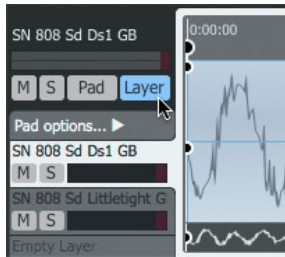 SN 808 Sd Ds1 GB
0:00:00
M S Pad Layer
Pad options... ▶
SN 808 Sd Ds1 GB
M S
SN 808 Sd Littletight G
M S
Empty Layer